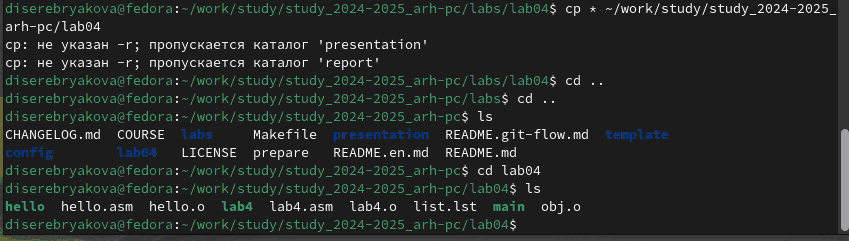 diserebryakova@fedora:~/work/study/study_2024-2025_arh-pc/labs/lab04$ cp * ~/work/study/study_2024-2025_
arh-pc/lab04
cp: не указан -r; пропускается каталог 'presentation'
cp: не указан -r; пропускается каталог 'report'
diserebryakova@fedora:~/work/study/study_2024-2025_arh-pc/labs/lab04$ cd ..
diserebryakova@fedora:~/work/study/study_2024-2025_arh-pc/labs$ cd ..
diserebryakova@fedora:~/work/study/study_2024-2025_arh-pc$ ls
CHANGELOG.md COURSE labs Makefile presentation README.git-flow.md template
config lab04 LICENSE prepare README.en.md README.md
diserebryakova@fedora:~/work/study/study_2024-2025_arh-pc$ cd lab04
diserebryakova@fedora:~/work/study/study_2024-2025_arh-pc/lab04$ ls
hello hello.asm hello.o lab4 lab4.asm lab4.o list.lst main obj.o
diserebryakova@fedora:~/work/study/study_2024-2025_arh-pc/lab04$